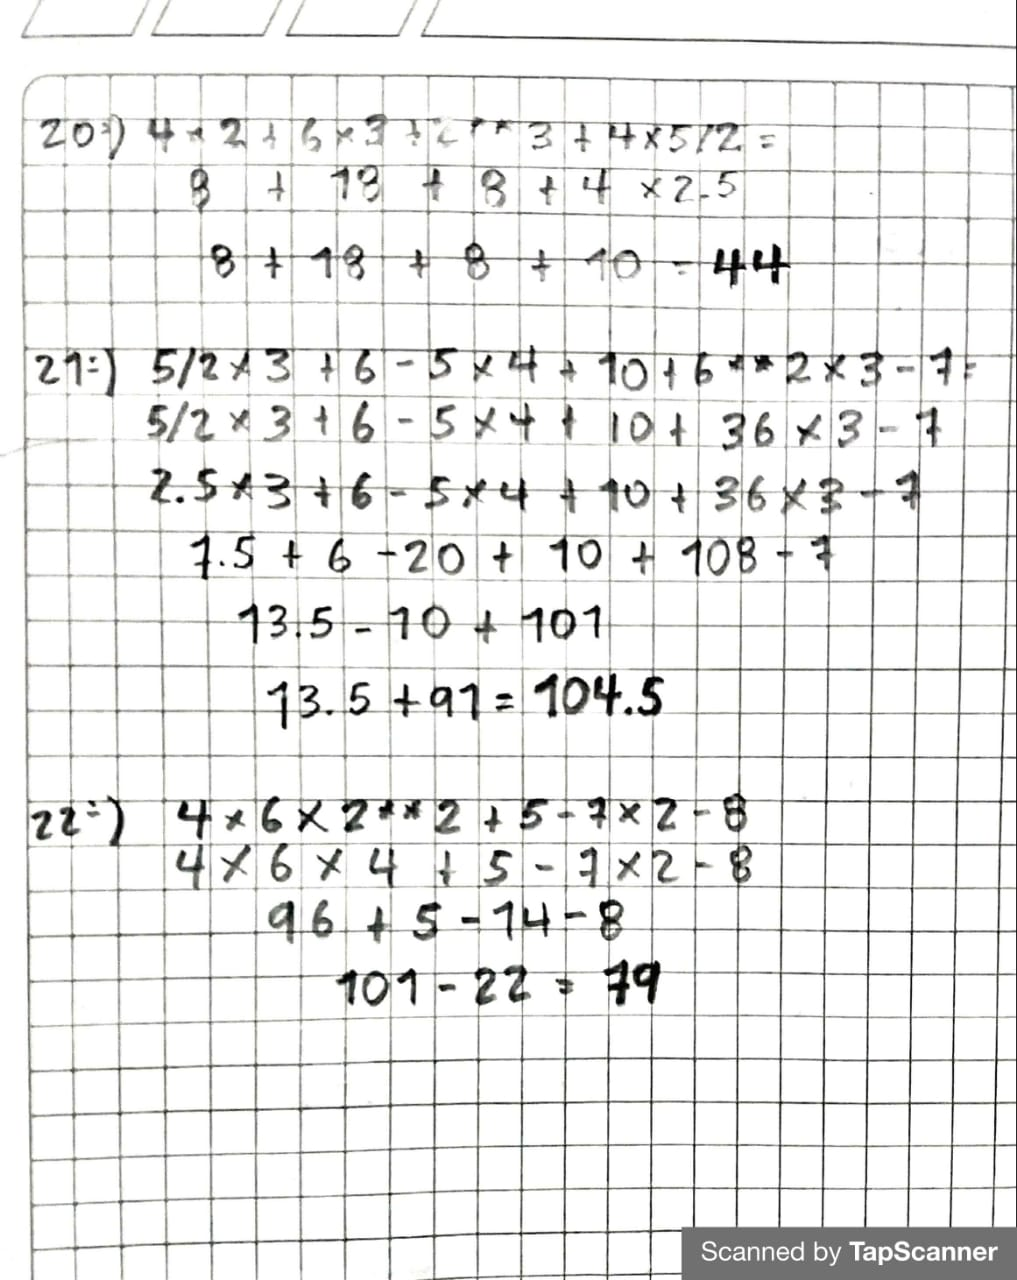 20÷) 4 × 2 + 6 × 3 + 2 ** 3 + 4 × 5 / 2 =
8 + 18 + 8 + 4 × 2.5
8 + 18 + 8 + 10 = 44
21÷) 5/2 × 3 + 6 - 5 × 4 + 10 + 6 ** 2 × 3 - 7 =
5/2 × 3 + 6 - 5 × 4 + 10 + 36 × 3 - 7
2.5 × 3 + 6 - 5 × 4 + 10 + 36 × 3 - 7
7.5 + 6 - 20 + 10 + 108 - 7
13.5 - 10 + 101
13.5 + 91 = 104.5
22÷) 4 × 6 × 2 ** 2 + 5 - 7 × 2 - 8
4 × 6 × 4 + 5 - 7 × 2 - 8
96 + 5 - 14 - 8
101 - 22 = 79
Scanned by TapScanner